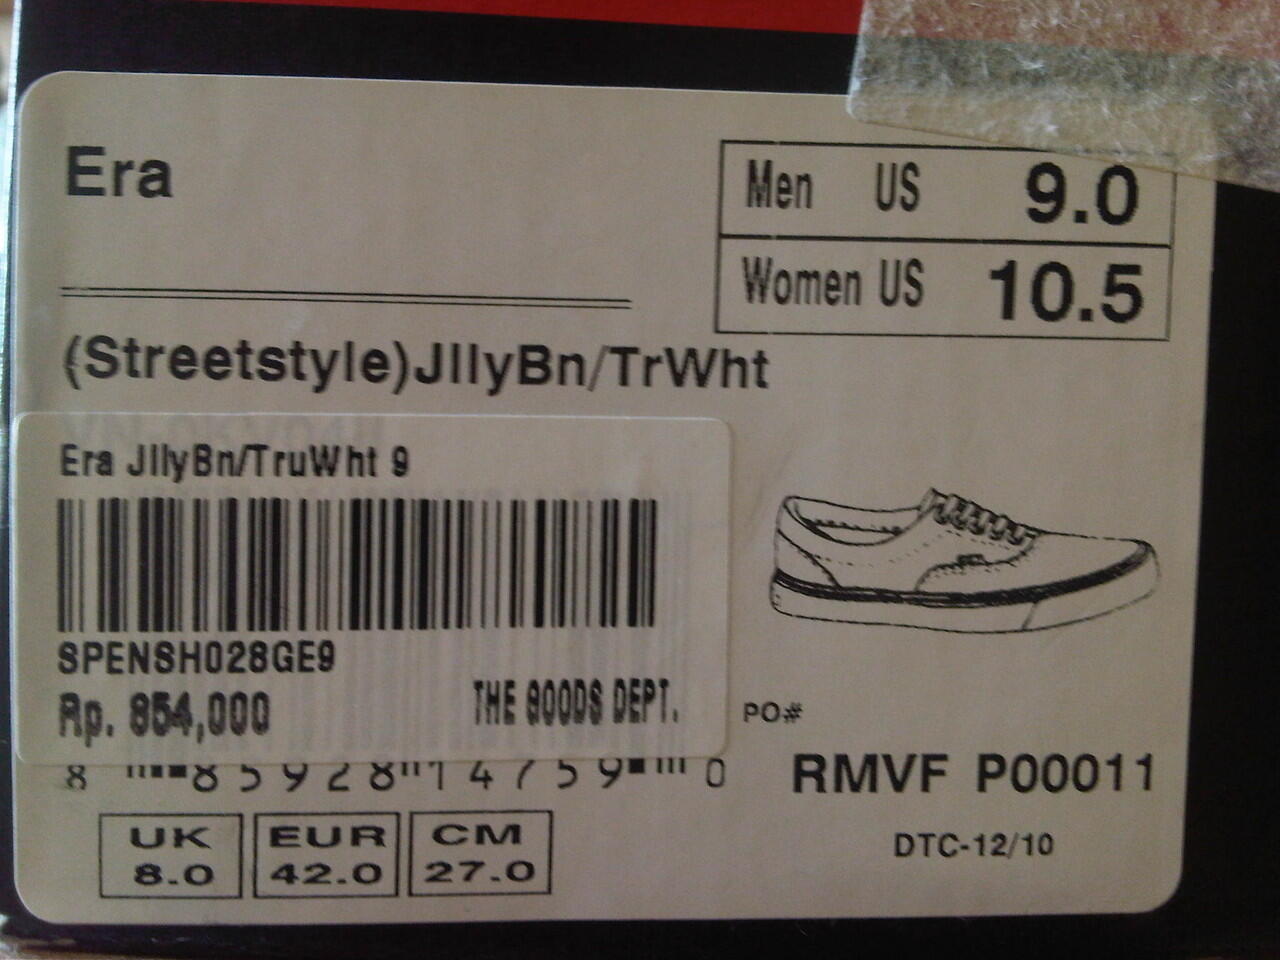 Era
Men US 9.0
Women US 10.5
(Streetstyle)JllyBn/TrWht
Era JllyBn/TruWht 9
SPENSH028GE9
Rp. 854,000
THE GOODS DEPT.
PO#
8 85928 14759 0
RMVF P00011
DTC-12/10
UK EUR CM
8.0 42.0 27.0